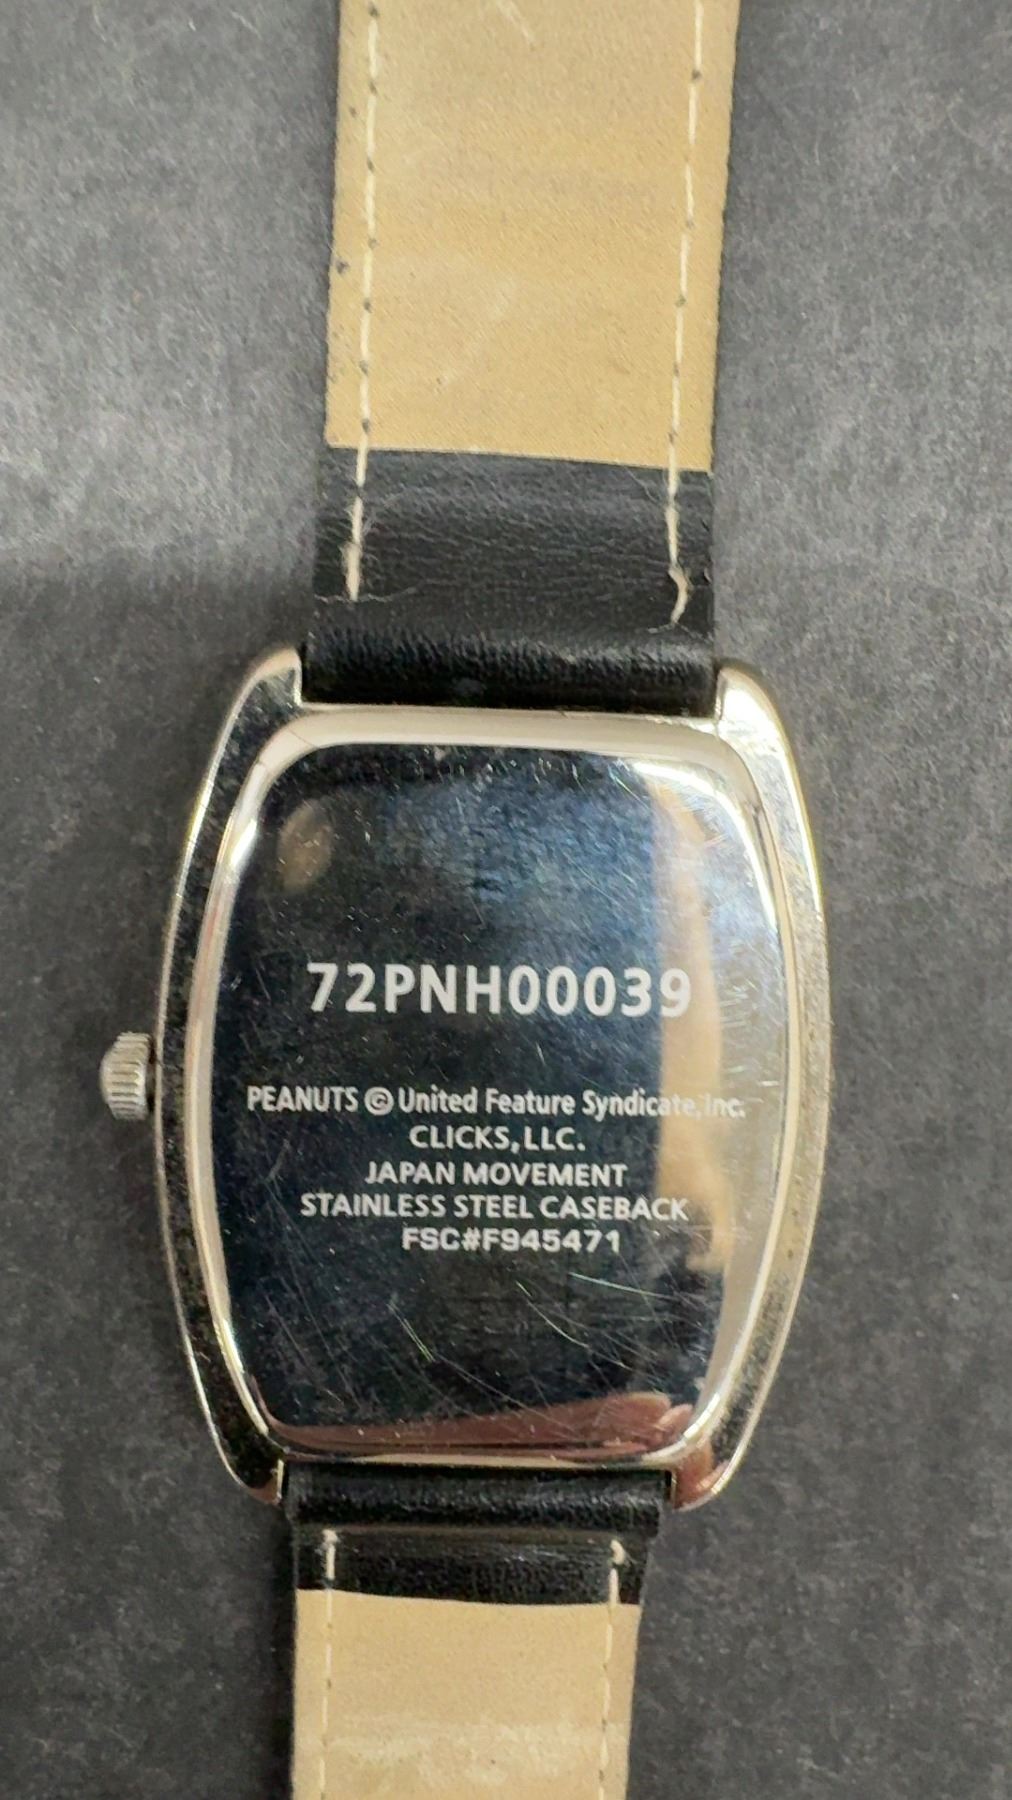 72PNH00039
PEANUTS © United Feature Syndicate, Inc.
CLICKS, LLC.
JAPAN MOVEMENT
STAINLESS STEEL CASEBACK
FSC#F945471